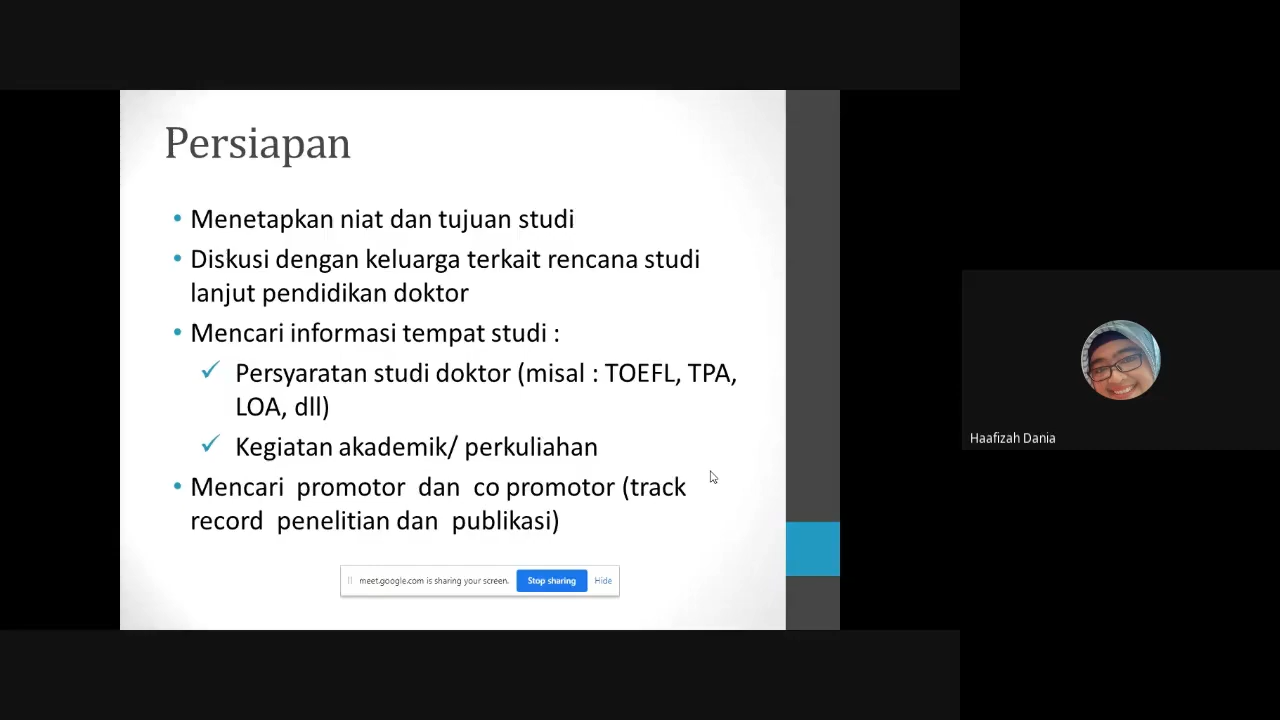 Persiapan
• Menetapkan niat dan tujuan studi
• Diskusi dengan keluarga terkait rencana studi
lanjut pendidikan doktor
• Mencari informasi tempat studi :
✓ Persyaratan studi doktor (misal : TOEFL, TPA,
LOA, dll)
✓ Kegiatan akademik/ perkuliahan
• Mencari promotor dan co promotor (track
record penelitian dan publikasi)
meet.google.com is sharing your screen. Stop sharing Hide
Haafizah Dania